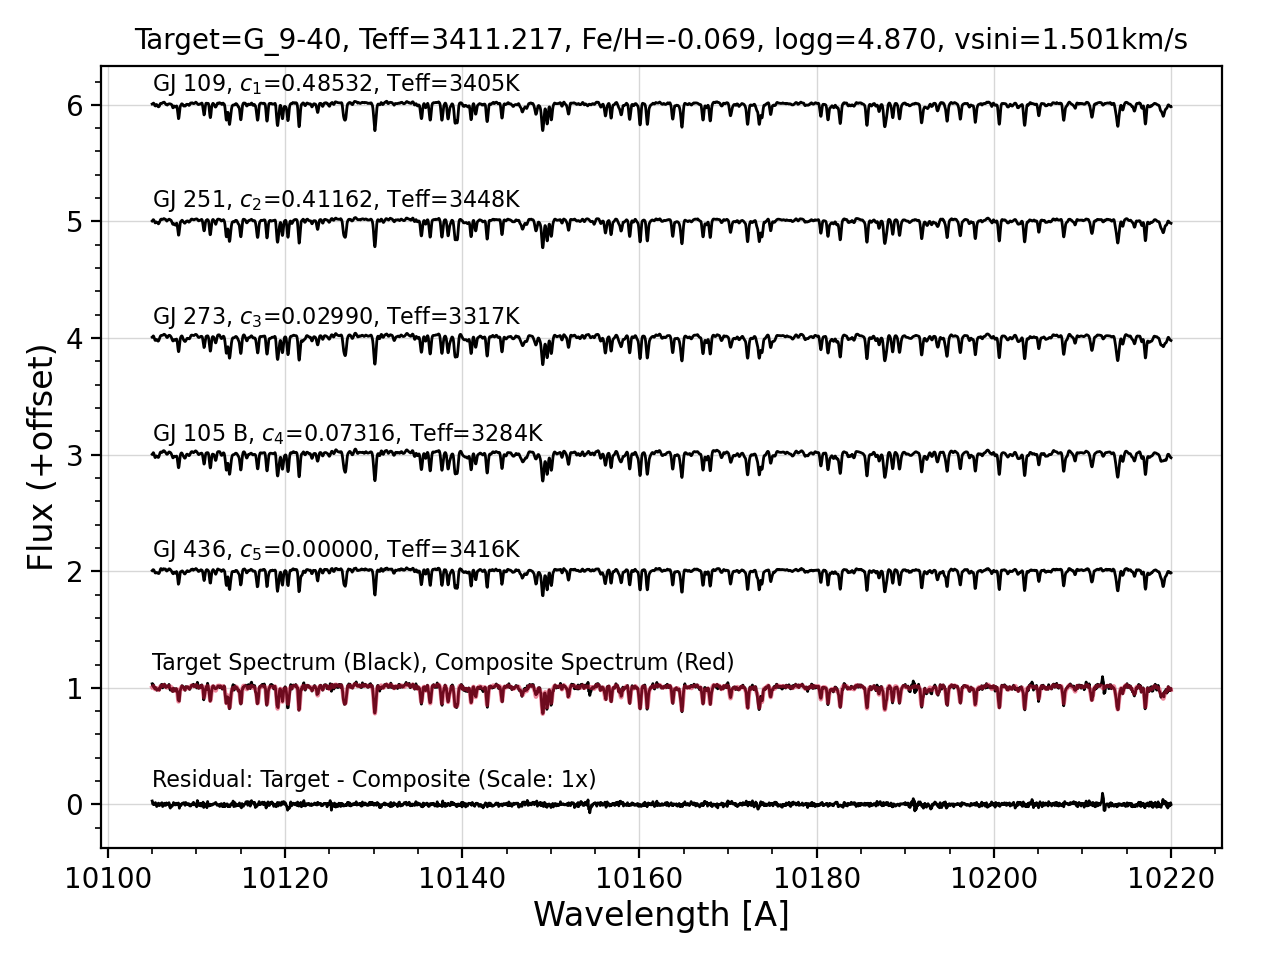 Target=G_9-40, Teff=3411.217, Fe/H=-0.069, logg=4.870, vsini=1.501km/s
GJ 109, c₁=0.48532, Teff=3405K
GJ 251, c₂=0.41162, Teff=3448K
GJ 273, c₃=0.02990, Teff=3317K
GJ 105 B, c₄=0.07316, Teff=3284K
GJ 436, c₅=0.00000, Teff=3416K
Target Spectrum (Black), Composite Spectrum (Red)
Residual: Target - Composite (Scale: 1x)
Flux (+offset)
6
5
4
3
2
1
0
10100 10120 10140 10160 10180 10200 10220
Wavelength [A]